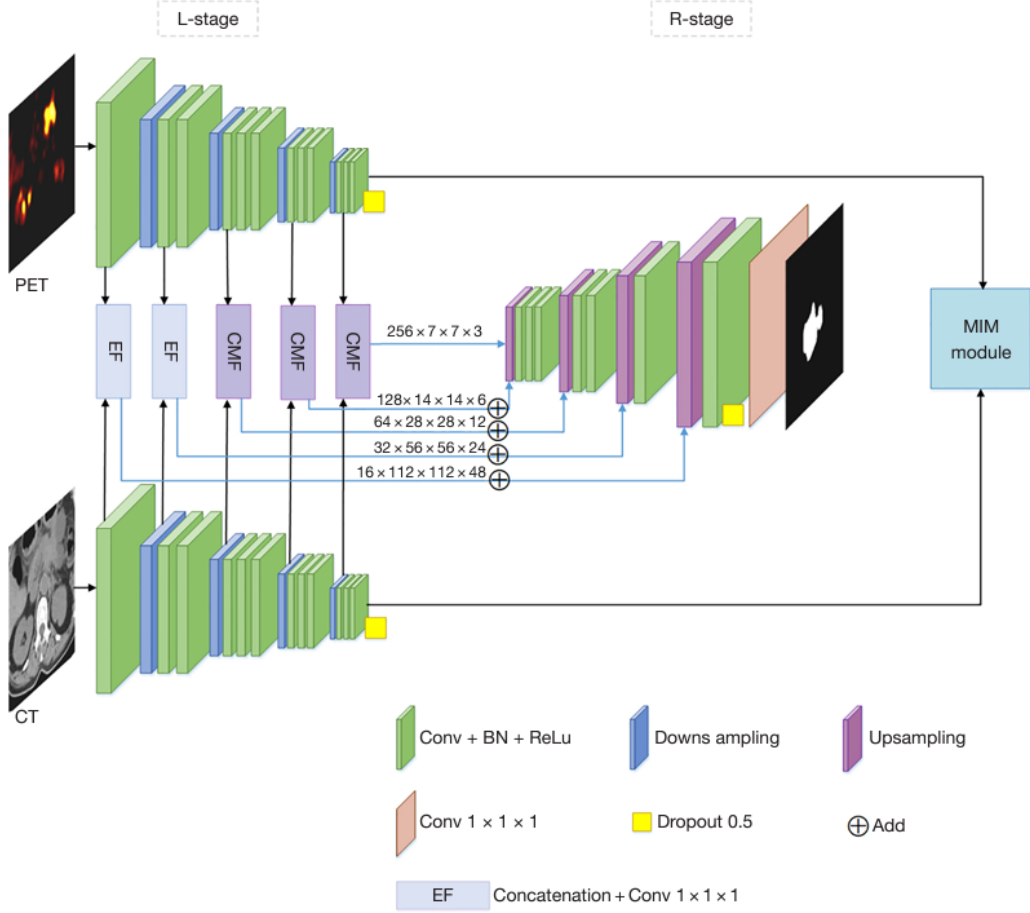 L-stage
R-stage
PET
EF
EF
CMF
CMF
CMF
256 × 7 × 7 × 3
128 × 14 × 14 × 6
64 × 28 × 28 × 12
32 × 56 × 56 × 24
16 × 112 × 112 × 48
MIM
module
CT
Conv + BN + ReLu
Downs ampling
Upsampling
Conv 1 × 1 × 1
Dropout 0.5
Add
EF
Concatenation + Conv 1 × 1 × 1